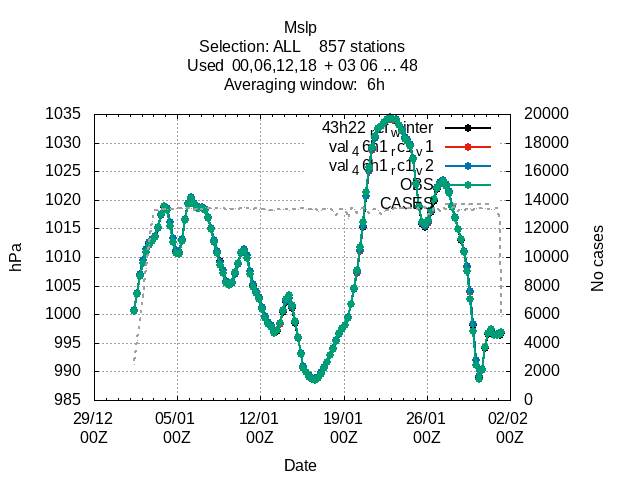 Mslp
Selection: ALL    857 stations
Used  00,06,12,18  + 03 06 ... 48
Averaging window:  6h
hPa
No cases
1035
1030
1025
1020
1015
1010
1005
1000
995
990
985
20000
18000
16000
14000
12000
10000
8000
6000
4000
2000
0
43h22_rcr_winter
val_46h1_rc1_v1
val_46h1_rc1_v2
OBS
CASES
29/12 05/01 12/01 19/01 26/01 02/02
00Z 00Z 00Z 00Z 00Z 00Z
Date